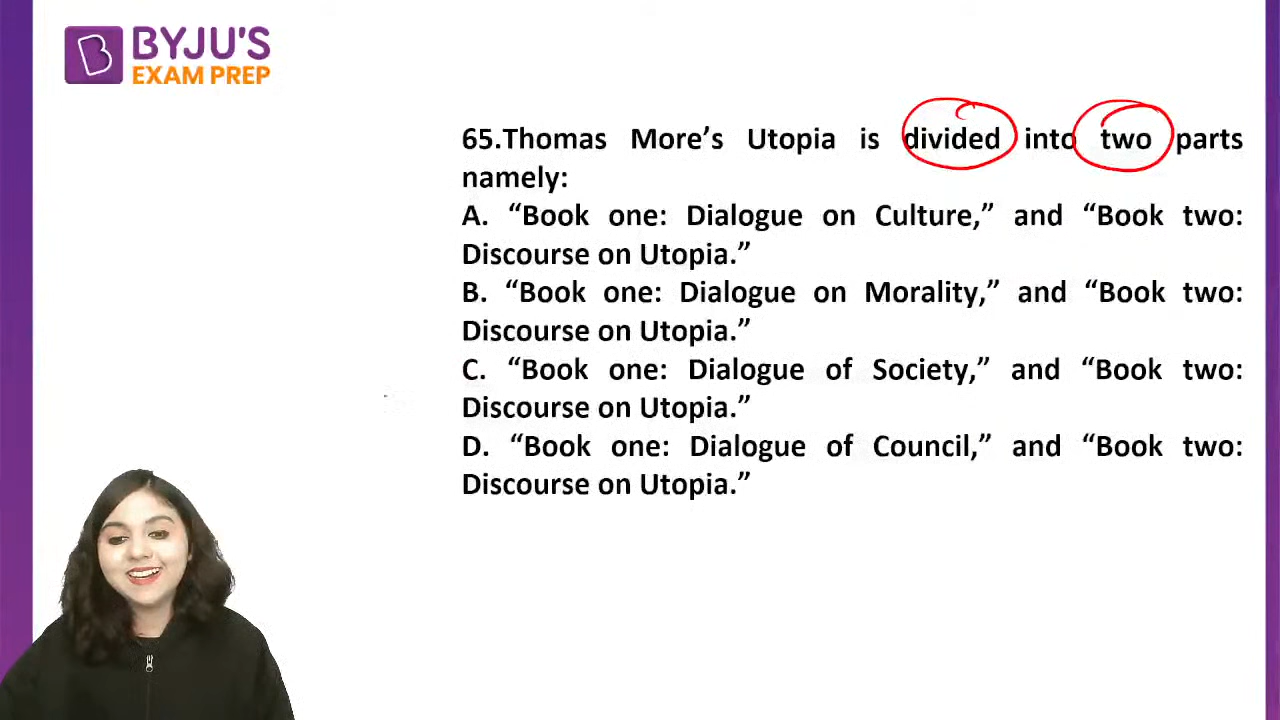 BYJU'S
EXAM PREP
65.Thomas More’s Utopia is divided into two parts
namely:
A. “Book one: Dialogue on Culture,” and “Book two:
Discourse on Utopia.”
B. “Book one: Dialogue on Morality,” and “Book two:
Discourse on Utopia.”
C. “Book one: Dialogue of Society,” and “Book two:
Discourse on Utopia.”
D. “Book one: Dialogue of Council,” and “Book two:
Discourse on Utopia.”